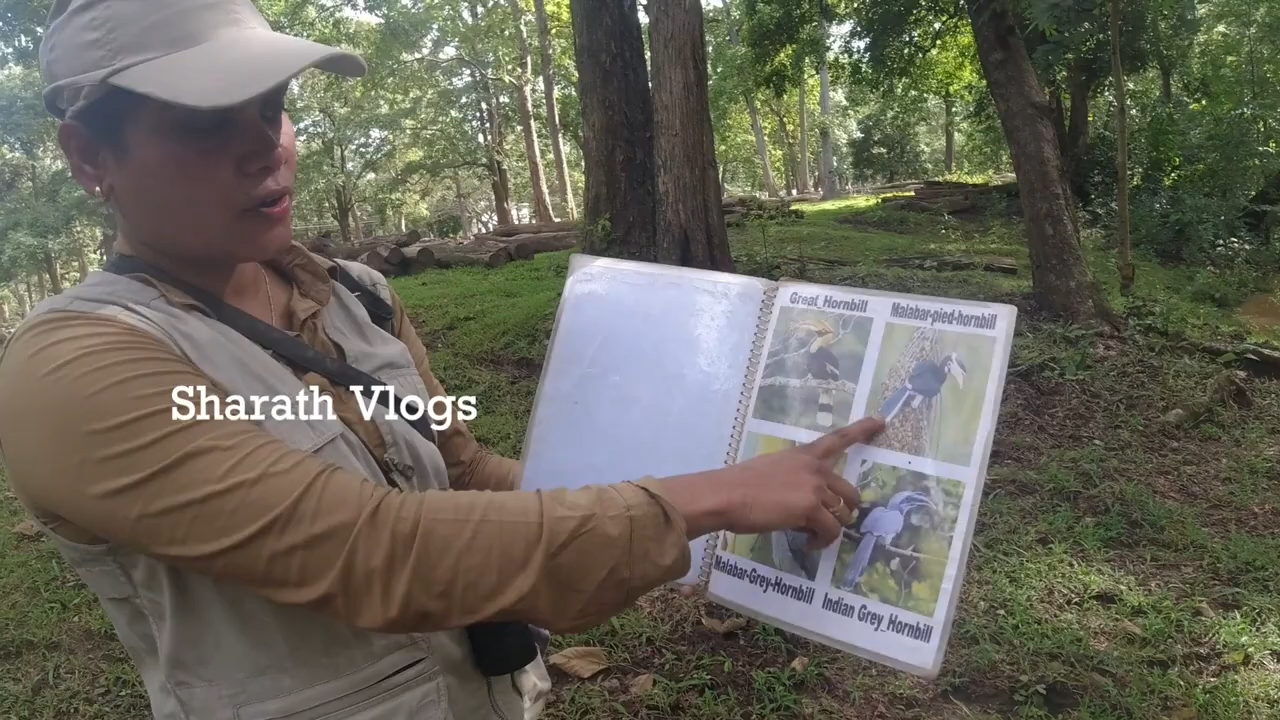 Great_Hornbill
Malabar-pied-hornbill
Sharath Vlogs
Malabar-Grey-Hornbill
Indian Grey_Hornbill